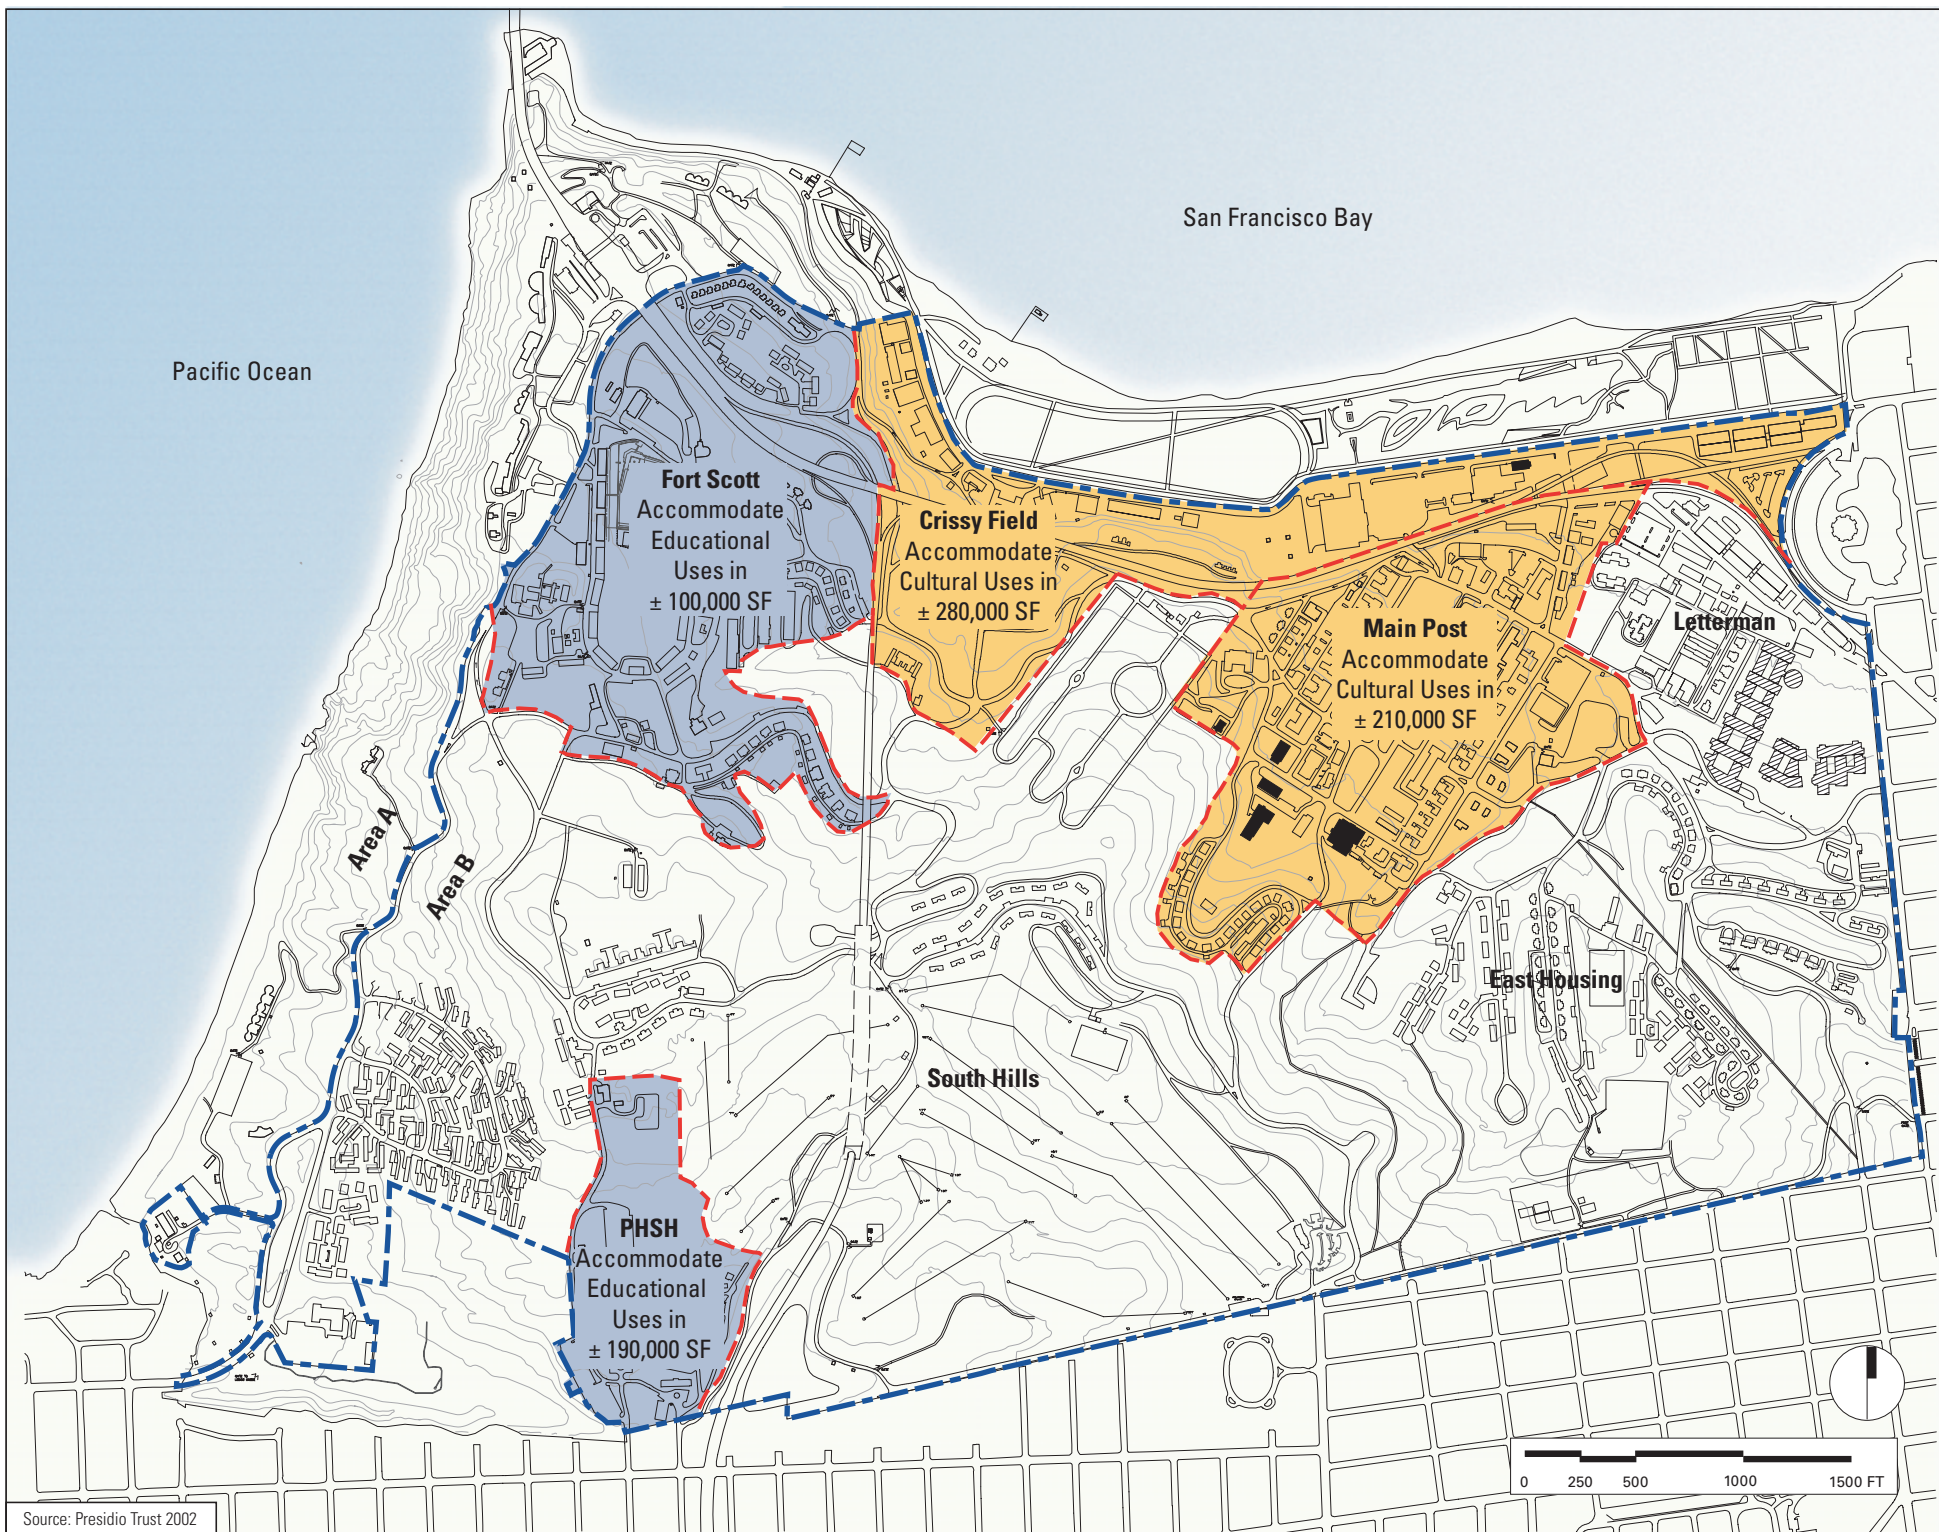 San Francisco Bay
Pacific Ocean
Fort Scott
Accommodate
Educational
Uses in
± 100,000 SF
Crissy Field
Accommodate
Cultural Uses in
± 280,000 SF
Main Post
Accommodate
Cultural Uses in
± 210,000 SF
Letterman
Area A
Area B
East Housing
South Hills
PHSH
Accommodate
Educational
Uses in
± 190,000 SF
0 250 500 1000 1500 FT
Source: Presidio Trust 2002